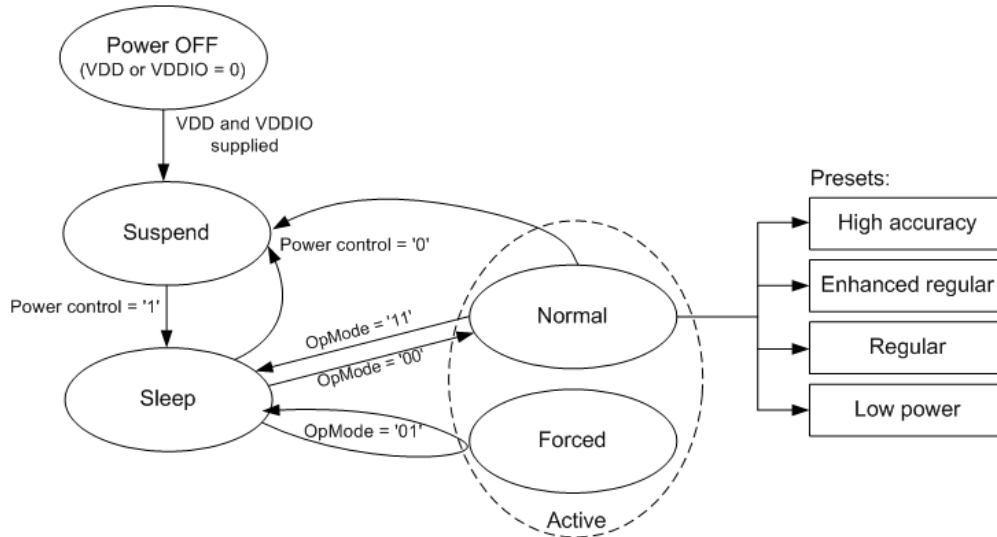 Power OFF
(VDD or VDDIO = 0)
VDD and VDDIO
supplied
Suspend
Power control = '0'
Power control = '1'
Sleep
OpMode = '11'
OpMode = '00'
OpMode = '01'
Normal
Forced
Active
Presets:
High accuracy
Enhanced regular
Regular
Low power